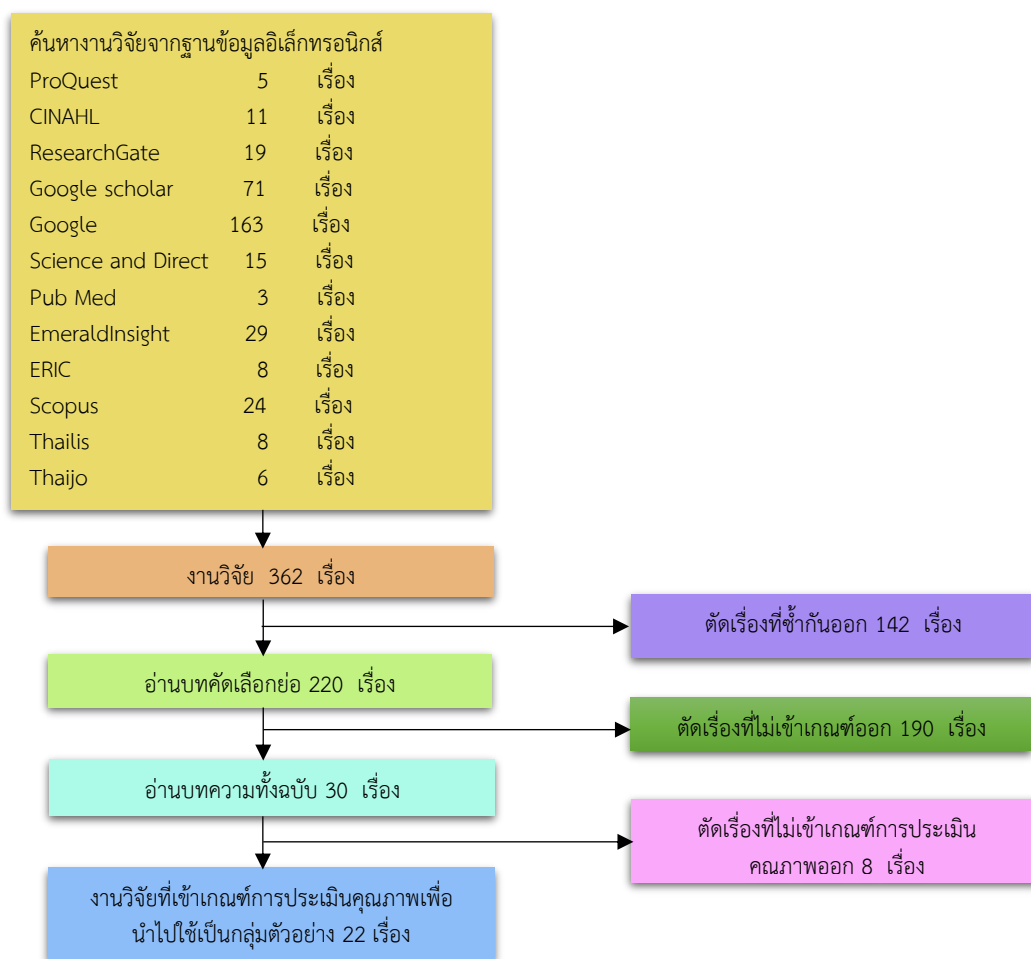 ค้นหางานวิจัยจากฐานข้อมูลอิเล็กทรอนิกส์
ProQuest 5 เรื่อง
CINAHL 11 เรื่อง
ResearchGate 19 เรื่อง
Google scholar 71 เรื่อง
Google 163 เรื่อง
Science and Direct 15 เรื่อง
Pub Med 3 เรื่อง
EmeraldInsight 29 เรื่อง
ERIC 8 เรื่อง
Scopus 24 เรื่อง
Thailis 8 เรื่อง
Thaijo 6 เรื่อง
งานวิจัย 362 เรื่อง
ตัดเรื่องที่ซ้ำกันออก 142 เรื่อง
อ่านบทคัดเลือกย่อ 220 เรื่อง
ตัดเรื่องที่ไม่เข้าเกณฑ์ออก 190 เรื่อง
อ่านบทความทั้งฉบับ 30 เรื่อง
ตัดเรื่องที่ไม่เข้าเกณฑ์การประเมิน
คุณภาพออก 8 เรื่อง
งานวิจัยที่เข้าเกณฑ์การประเมินคุณภาพเพื่อ
นำไปใช้เป็นกลุ่มตัวอย่าง 22 เรื่อง